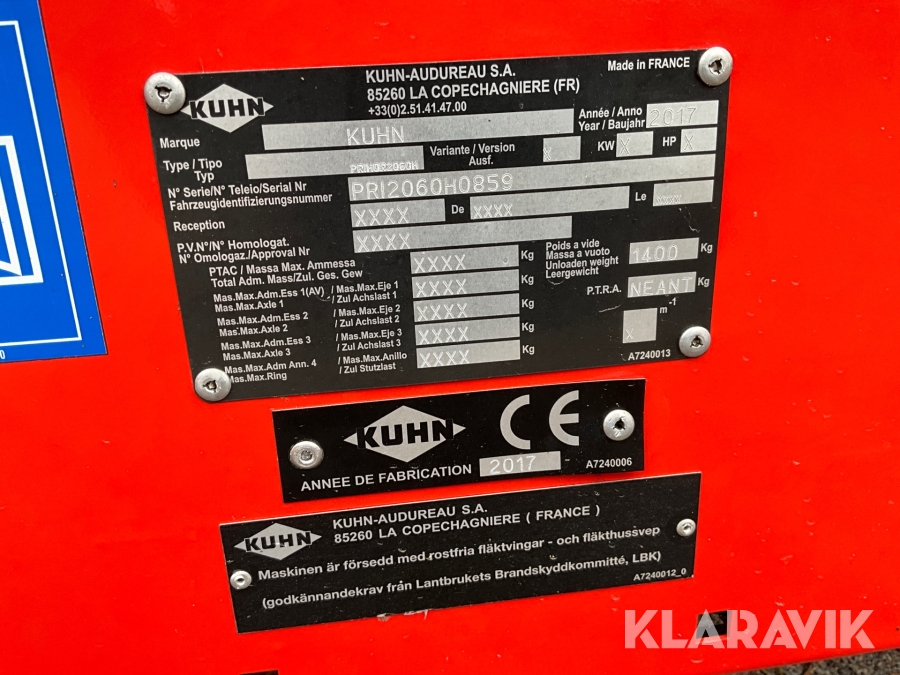 KUHN
KUHN-AUDUREAU S.A.
85260 LA COPECHAGNIERE (FR)
+33(0)2.51.41.47.00
Made in FRANCE
Marque
KUHN
Année / Anno
Year / Baujahr
2017
Type / Tipo
Typ
Variante / Version
Ausf.
X
KW
X
HP
X
N° Serie/N° Teleio/Serial Nr
Fahrzeugidentifizierungsnummer
PRI2060H0859
Reception
XXXX
De
XXXX
Le
P.V.N°/N° Homologat.
N° Omologaz./Approval Nr
XXXX
PTAC / Massa Max. Ammessa
Total Adm. Mass/Zul. Ges. Gew
XXXX
Kg
Poids a vide
Massa a vuoto
Unloaden weight
Leergewicht
1400
Kg
Mas.Max.Adm.Ess 1(AV) / Mas.Max.Eje 1
Mas.Max.Axle 1 / Zul Achslast 1
XXXX
Kg
P.T.R.A.
NEANT
Kg
Mas.Max.Adm.Ess 2 / Mas.Max.Eje 2
Mas.Max.Axle 2 / Zul Achslast 2
XXXX
Kg
X
m-1
Mas.Max.Adm.Ess 3 / Mas.Max.Eje 3
Mas.Max.Axle 3 / Zul Achslast 3
XXXX
Kg
Mas.Max.Adm Ann. 4 / Mas.Max.Anillo
Mas.Max.Ring / Zul Stutzlast
XXXX
Kg
A7240013
KUHN
CE
ANNEE DE FABRICATION
2017
A7240006
KUHN
KUHN-AUDUREAU S.A.
85260 LA COPECHAGNIERE ( FRANCE )
Maskinen är försedd med rostfria fläktvingar - och fläkthussvep
(godkännandekrav från Lantbrukets Brandskyddkommitté, LBK)
A7240012_0
KLARAVIK